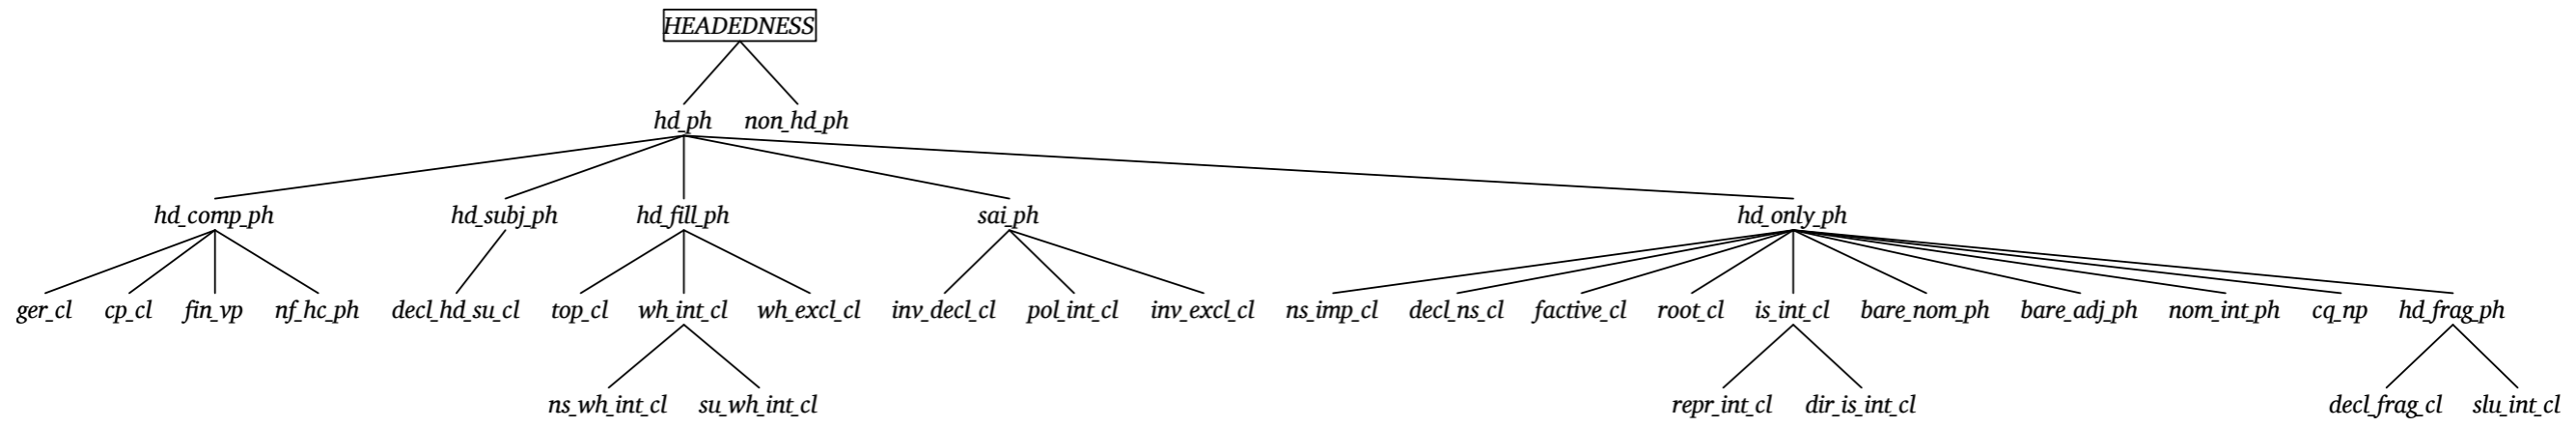 HEADEDNESS
hd_ph non_hd_ph
hd_comp_ph hd_subj_ph hd_fill_ph sai_ph hd_only_ph
ger_cl cp_cl fin_vp nf_hc_ph decl_hd_su_cl top_cl wh_int_cl wh_excl_cl inv_decl_cl pol_int_cl inv_excl_cl ns_imp_cl decl_ns_cl factive_cl root_cl is_int_cl bare_nom_ph bare_adj_ph nom_int_ph cq_np hd_frag_ph
ns_wh_int_cl su_wh_int_cl repr_int_cl dir_is_int_cl decl_frag_cl slu_int_cl